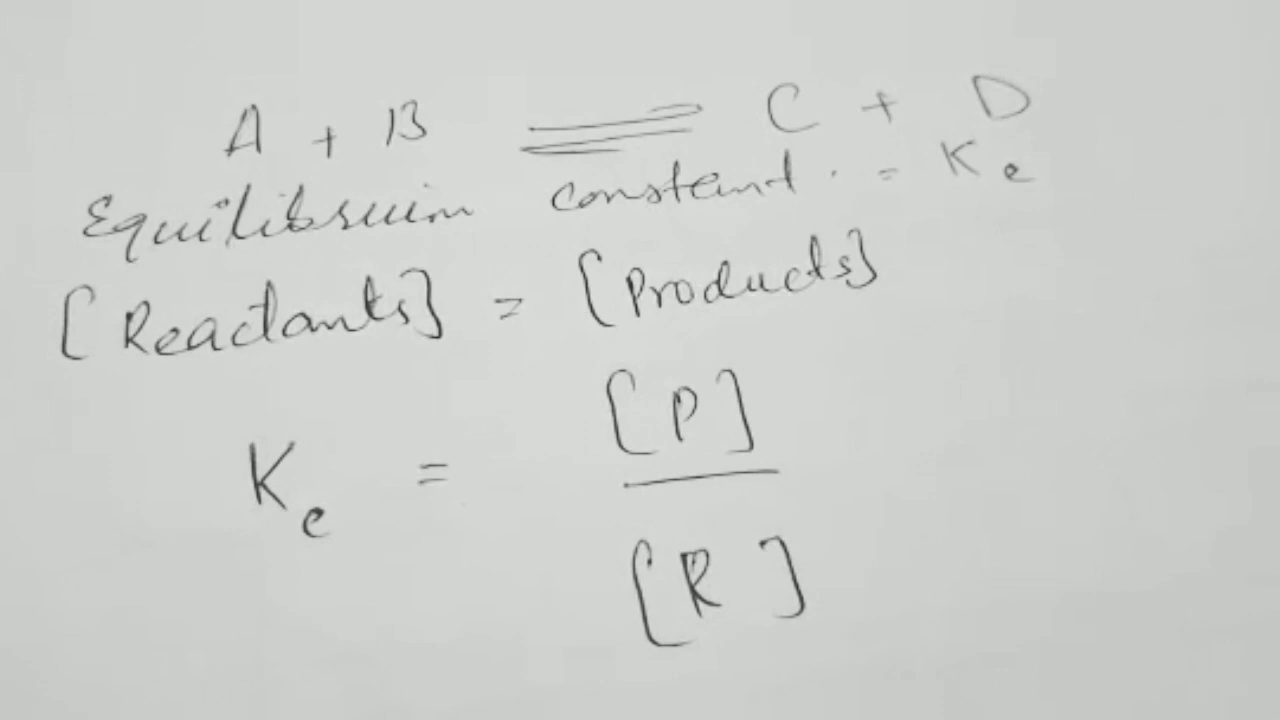 A + B ⇌ C + D
Equilibrium constant. = Ke
[Reactants] = [Products]
Ke = [P]
[R]